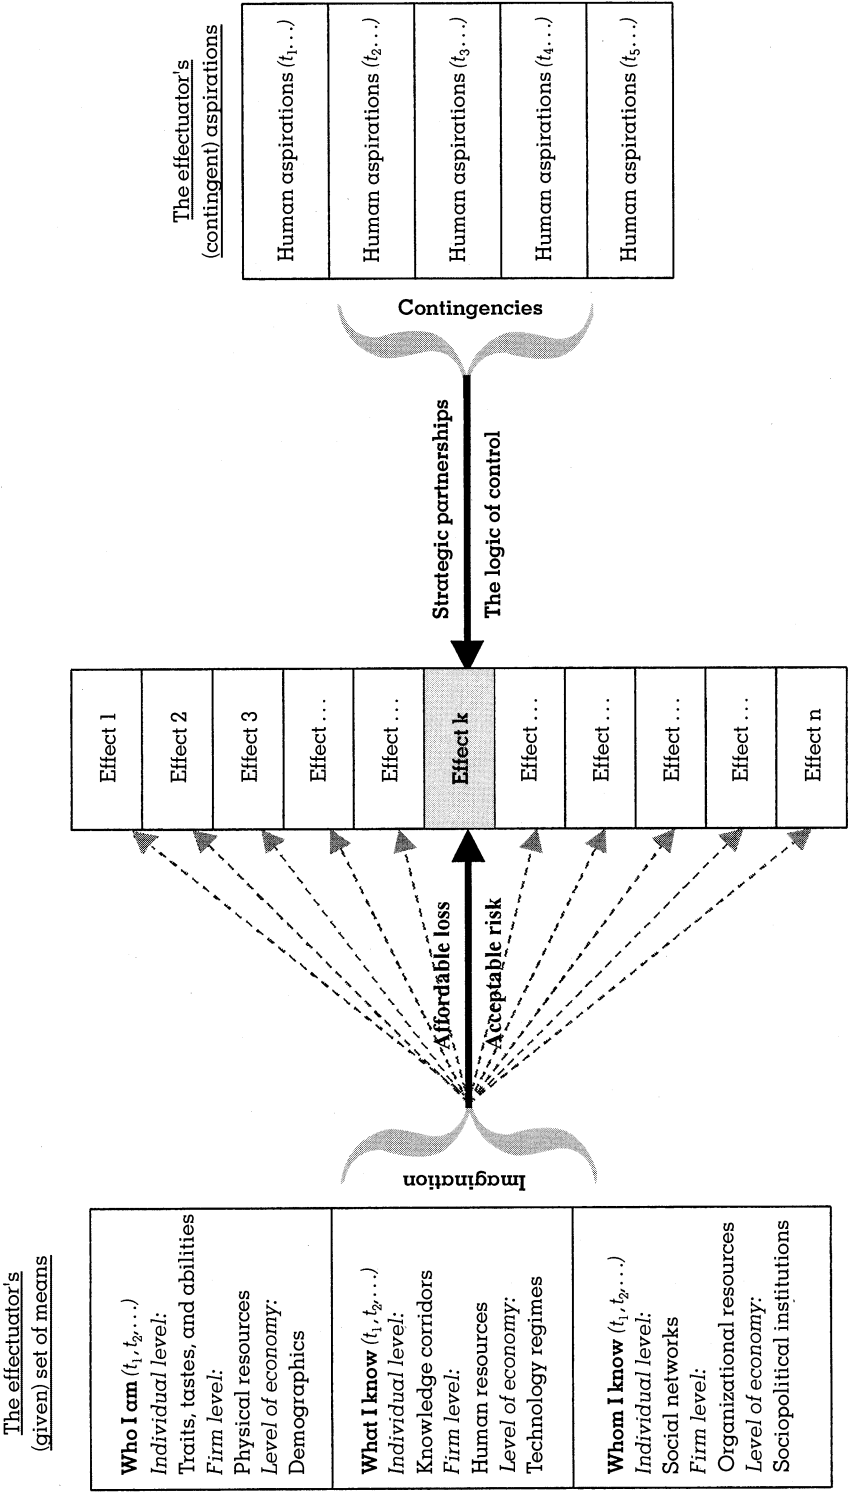 The effectuator's
(given) set of means
Who I am (t₁, t₂, …)
Individual level:
Traits, tastes, and abilities
Firm level:
Physical resources
Level of economy:
Demographics
What I know (t₁, t₂, …)
Individual level:
Knowledge corridors
Firm level:
Human resources
Level of economy:
Technology regimes
Whom I know (t₁, t₂, …)
Individual level:
Social networks
Firm level:
Organizational resources
Level of economy:
Sociopolitical institutions
Imagination
Affordable loss
Acceptable risk
Effect 1
Effect 2
Effect 3
Effect …
Effect …
Effect k
Effect …
Effect …
Effect …
Effect …
Effect n
Strategic partnerships
The logic of control
Contingencies
The effectuator's
(contingent) aspirations
Human aspirations (t₁…)
Human aspirations (t₂…)
Human aspirations (t₃…)
Human aspirations (t₄…)
Human aspirations (t₅…)